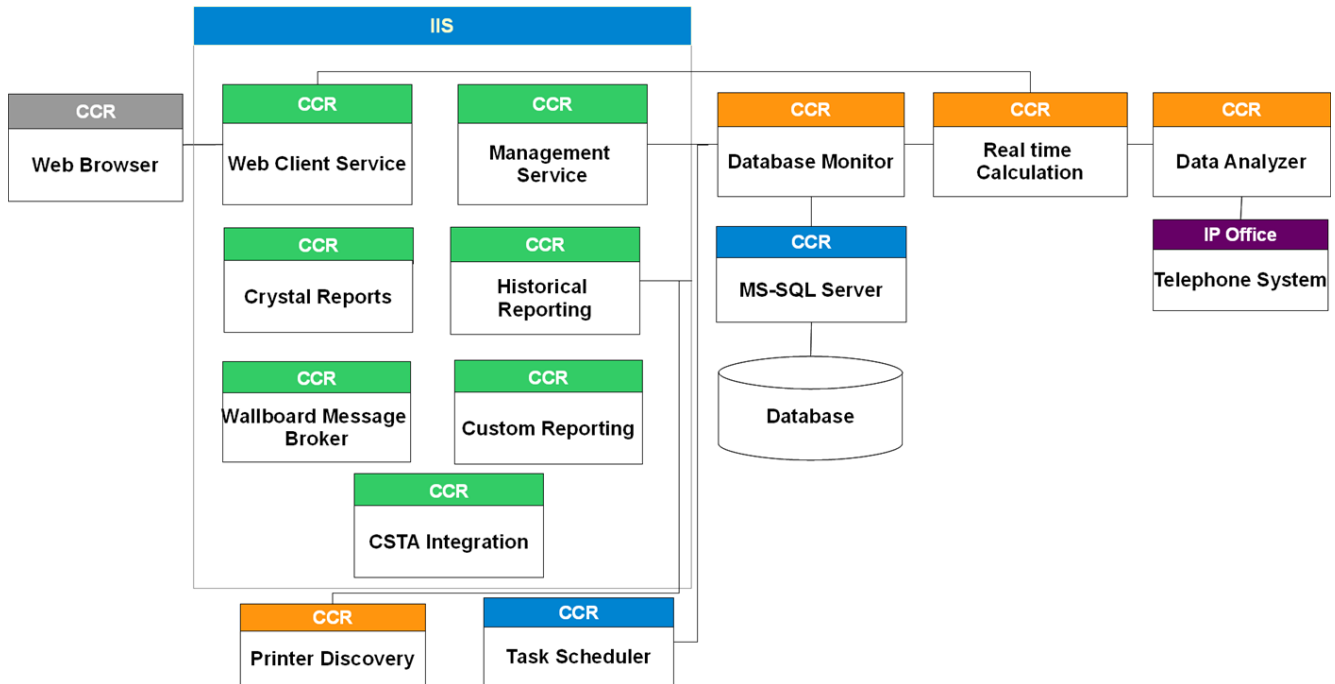 IIS
CCR
Web Browser
CCR
Web Client Service
CCR
Management
Service
CCR
Database Monitor
CCR
Real time
Calculation
CCR
Data Analyzer
IP Office
Telephone System
CCR
Crystal Reports
CCR
Historical
Reporting
CCR
MS-SQL Server
CCR
Wallboard Message
Broker
CCR
Custom Reporting
Database
CCR
CSTA Integration
CCR
Printer Discovery
CCR
Task Scheduler